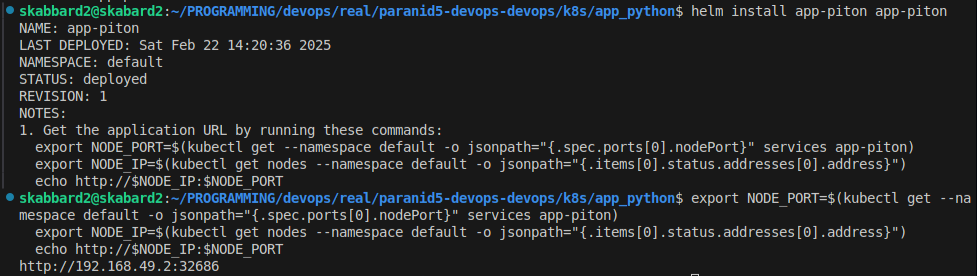 skabbard2@skabard2:~/PROGRAMMING/devops/real/paranid5-devops-devops/k8s/app_python$ helm install app-piton app-piton
NAME: app-piton
LAST DEPLOYED: Sat Feb 22 14:20:36 2025
NAMESPACE: default
STATUS: deployed
REVISION: 1
NOTES:
1. Get the application URL by running these commands:
  export NODE_PORT=$(kubectl get --namespace default -o jsonpath="{.spec.ports[0].nodePort}" services app-piton)
  export NODE_IP=$(kubectl get nodes --namespace default -o jsonpath="{.items[0].status.addresses[0].address}")
  echo http://$NODE_IP:$NODE_PORT
skabbard2@skabard2:~/PROGRAMMING/devops/real/paranid5-devops-devops/k8s/app_python$ export NODE_PORT=$(kubectl get --na
mespace default -o jsonpath="{.spec.ports[0].nodePort}" services app-piton)
  export NODE_IP=$(kubectl get nodes --namespace default -o jsonpath="{.items[0].status.addresses[0].address}")
  echo http://$NODE_IP:$NODE_PORT
http://192.168.49.2:32686